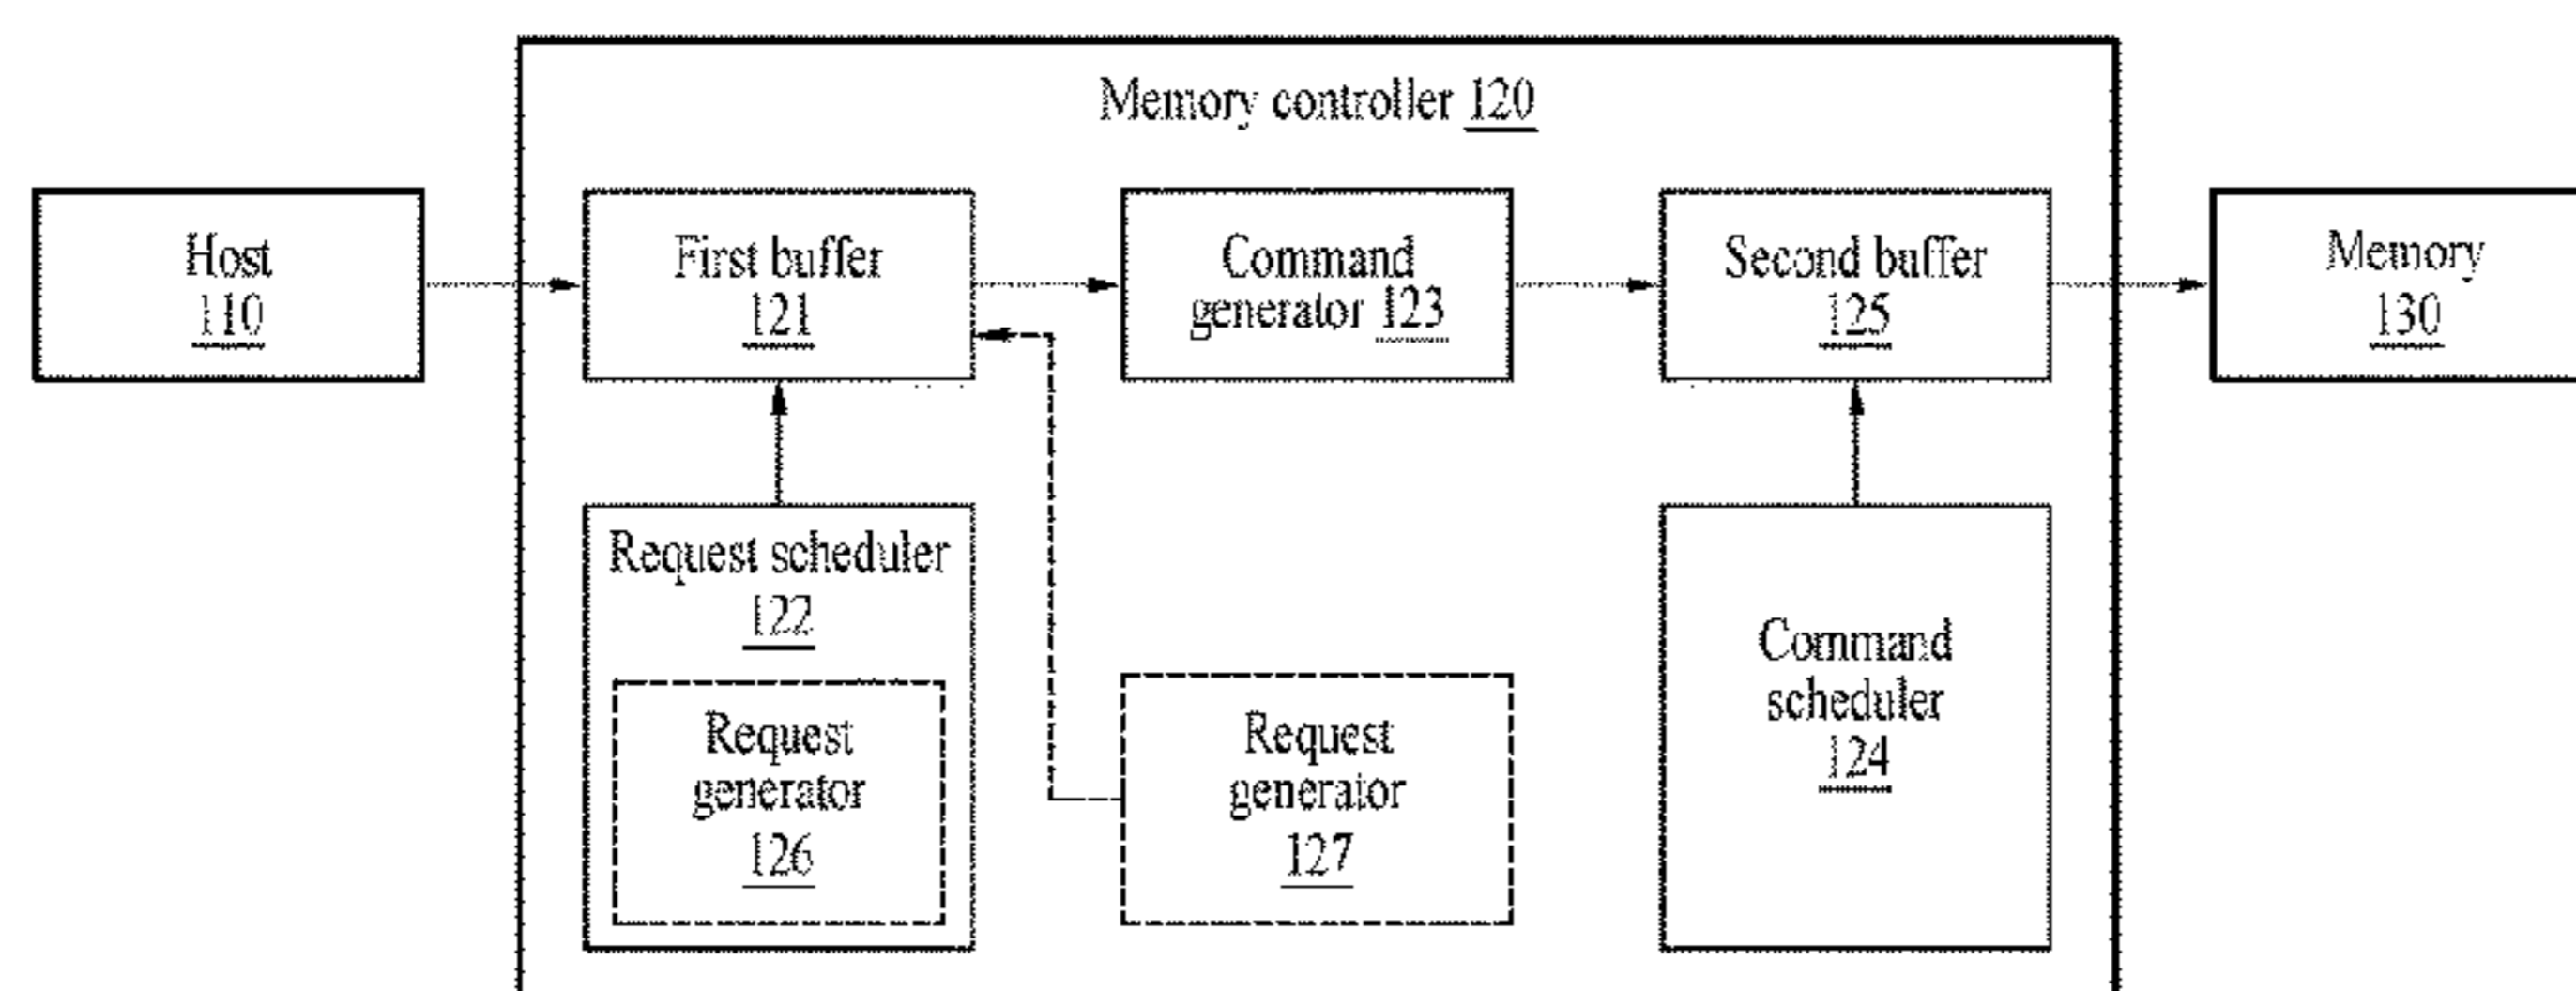 Memory controller 120
Host
110
First buffer
121
Command
generator 123
Second buffer
125
Memory
130
Request scheduler
122
Request
generator
126
Request
generator
127
Command
scheduler
124